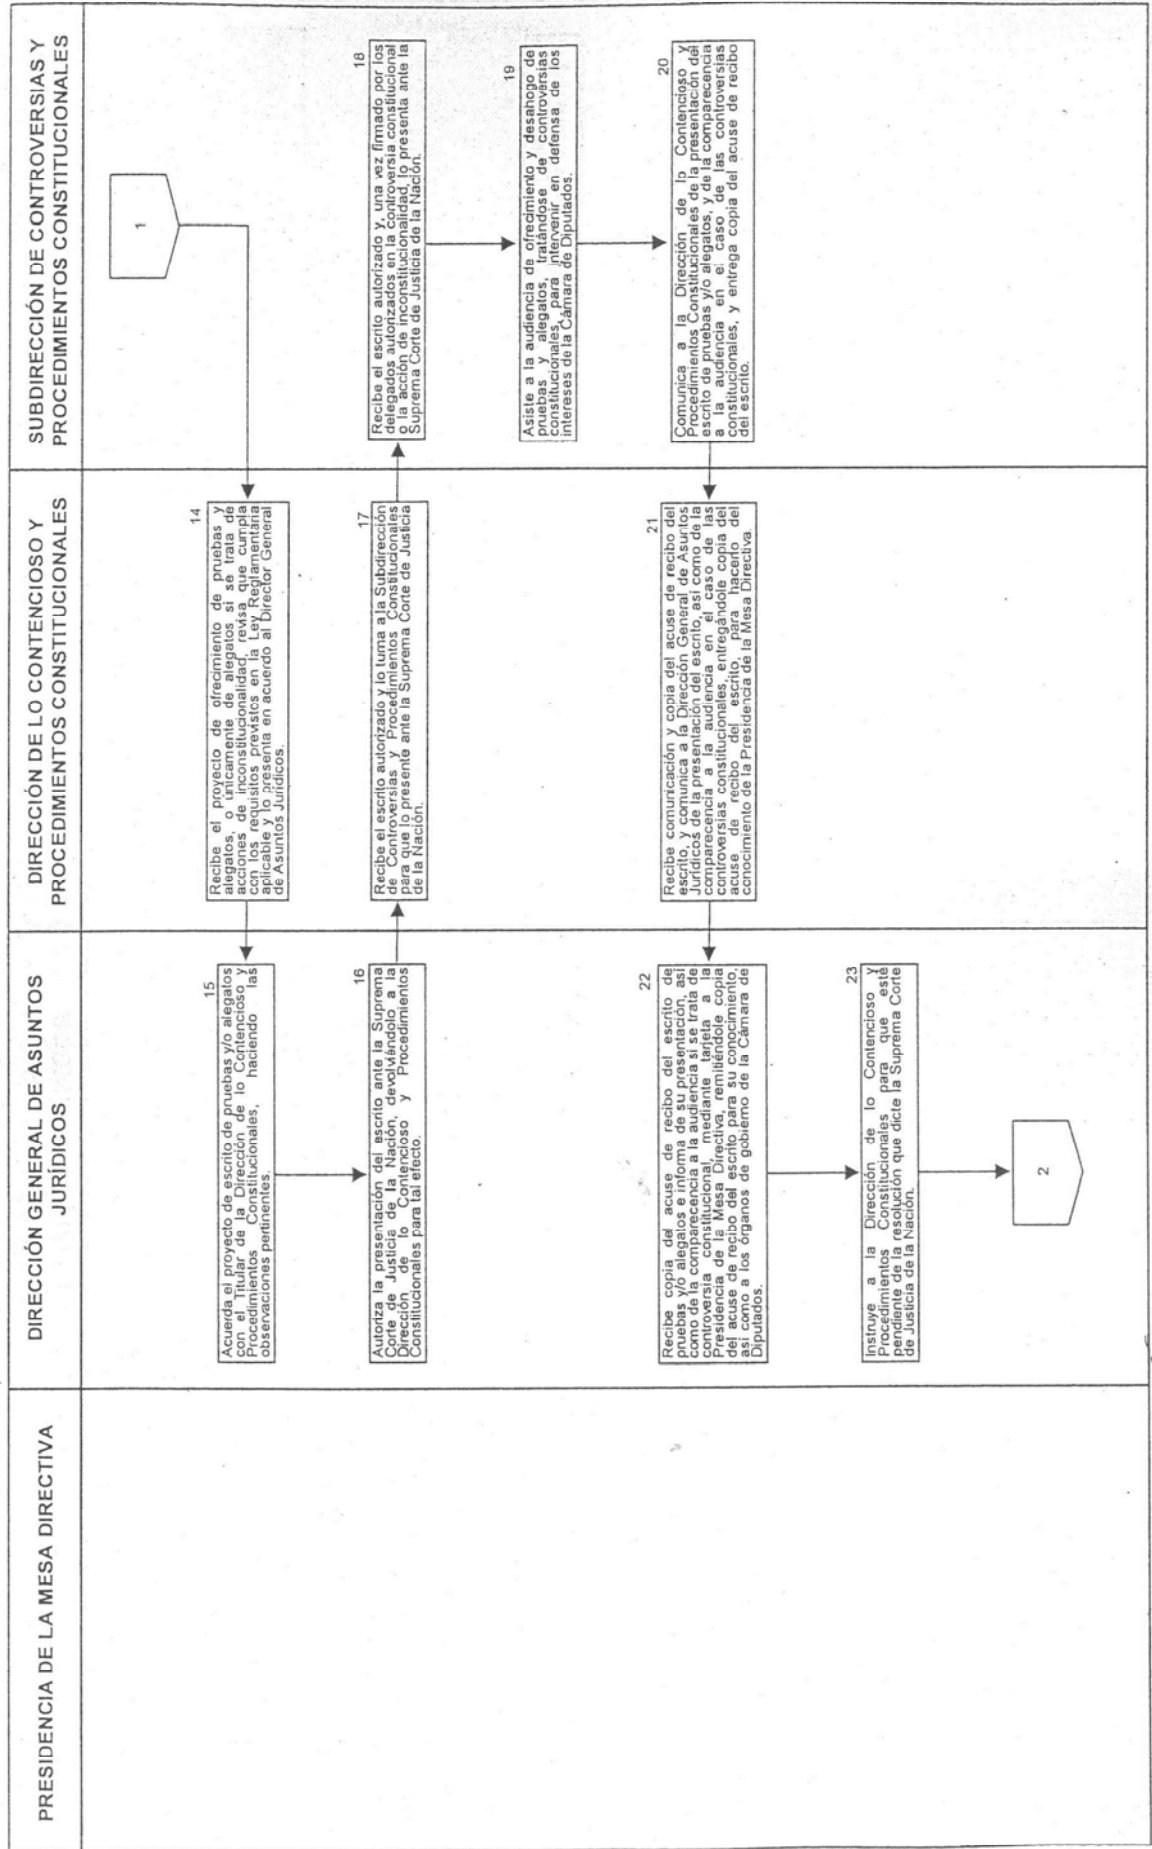 PRESIDENCIA DE LA MESA DIRECTIVA
DIRECCIÓN GENERAL DE ASUNTOS
JURÍDICOS
DIRECCIÓN DE LO CONTENCIOSO Y
PROCEDIMIENTOS CONSTITUCIONALES
SUBDIRECCIÓN DE CONTROVERSIAS Y
PROCEDIMIENTOS CONSTITUCIONALES
1
14
Recibe el proyecto de ofrecimiento de pruebas y
alegatos, o únicamente de alegatos si se trata de
acciones de inconstitucionalidad, revisa que cumpla
con los requisitos previstos en la Ley Reglamentaria
aplicable y lo presenta en acuerdo al Director General
de Asuntos Jurídicos.
15
Acuerda el proyecto de escrito de pruebas y/o alegatos
con el Titular de la Dirección de lo Contencioso y
Procedimientos Constitucionales, haciendo las
observaciones pertinentes.
16
Autoriza la presentación del escrito ante la Suprema
Corte de Justicia de la Nación, devolviéndolo a la
Dirección de lo Contencioso y Procedimientos
Constitucionales para tal efecto.
17
Recibe el escrito autorizado y lo turna a la Subdirección
de Controversias y Procedimientos Constitucionales
para que lo presente ante la Suprema Corte de Justicia
de la Nación.
18
Recibe el escrito autorizado y, una vez firmado por los
delegados autorizados en la controversia constitucional
o la acción de inconstitucionalidad, lo presenta ante la
Suprema Corte de Justicia de la Nación.
19
Asiste a la audiencia de ofrecimiento y desahogo de
pruebas y alegatos, tratándose de controversias
constitucionales, para intervenir en defensa de los
intereses de la Cámara de Diputados.
20
Comunica a la Dirección de lo Contencioso y
Procedimientos Constitucionales de la presentación del
escrito de pruebas y/o alegatos, y de la comparecencia
a la audiencia en el caso de las controversias
constitucionales, y entrega copia del acuse de recibo
del escrito.
21
Recibe comunicación y copia del acuse de recibo del
escrito, y comunica a la Dirección General de Asuntos
Jurídicos de la presentación del escrito, así como de la
comparecencia a la audiencia en el caso de las
controversias constitucionales, entregándole copia del
acuse de recibo del escrito, para hacerlo del
conocimiento de la Presidencia de la Mesa Directiva.
22
Recibe copia del acuse de recibo del escrito de
pruebas y/o alegatos e informa de su presentación, así
como de la comparecencia a la audiencia si se trata de
controversia constitucional, mediante tarjeta a la
Presidencia de la Mesa Directiva, remitiéndole copia
del acuse de recibo del escrito para su conocimiento,
así como a los órganos de gobierno de la Cámara de
Diputados.
23
Instruye a la Dirección de lo Contencioso y
Procedimientos Constitucionales para que esté
pendiente de la resolución que dicte la Suprema Corte
de Justicia de la Nación.
2